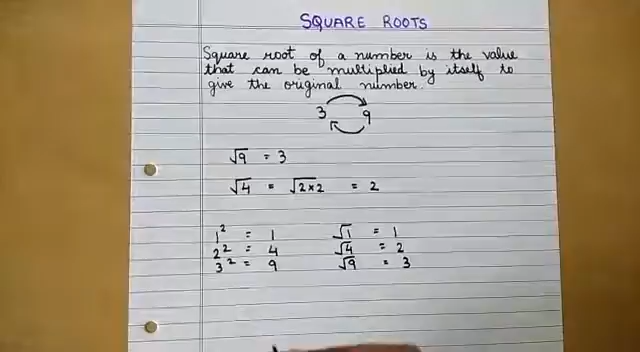 SQUARE ROOTS
Square root of a number is the value
that can be multiplied by itself to
give the original number.
3 9
√9 = 3
√4 = √2×2 = 2
1² = 1 √1 = 1
2² = 4 √4 = 2
3² = 9 √9 = 3